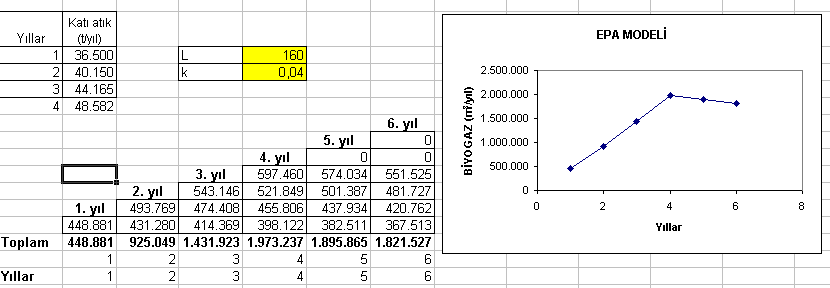 Katı atık
Yıllar (t/yıl)
1 36.500 L 160
2 40.150 k 0,04
3 44.165
4 48.582
6. yıl
5. yıl 0
4. yıl 0 0
3. yıl 597.460 574.034 551.525
2. yıl 543.146 521.849 501.387 481.727
1. yıl 493.769 474.408 455.806 437.934 420.762
448.881 431.280 414.369 398.122 382.511 367.513
Toplam 448.881 925.049 1.431.923 1.973.237 1.895.865 1.821.527
1 2 3 4 5 6
Yıllar 1 2 3 4 5 6
EPA MODELİ
BİYOGAZ (m³/yıl)
2.500.000
2.000.000
1.500.000
1.000.000
500.000
0
0 2 4 6 8
Yıllar